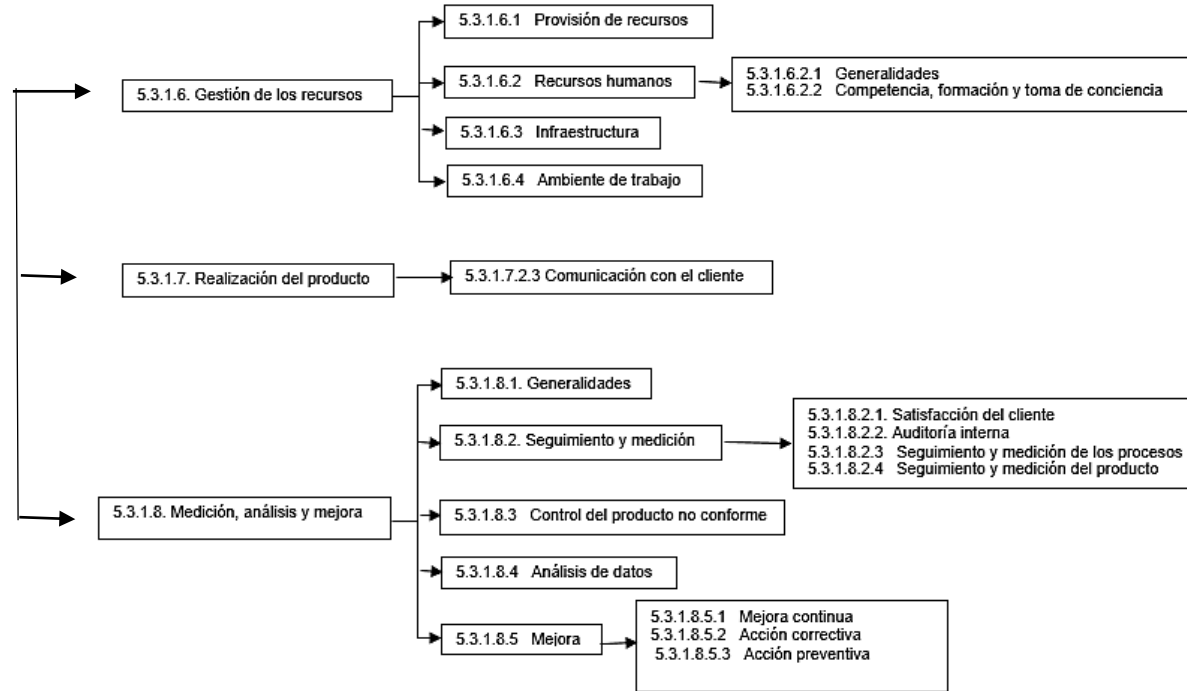 5.3.1.6. Gestión de los recursos
5.3.1.6.1 Provisión de recursos
5.3.1.6.2 Recursos humanos
5.3.1.6.2.1 Generalidades
5.3.1.6.2.2 Competencia, formación y toma de conciencia
5.3.1.6.3 Infraestructura
5.3.1.6.4 Ambiente de trabajo
5.3.1.7. Realización del producto
5.3.1.7.2.3 Comunicación con el cliente
5.3.1.8. Medición, análisis y mejora
5.3.1.8.1. Generalidades
5.3.1.8.2. Seguimiento y medición
5.3.1.8.2.1. Satisfacción del cliente
5.3.1.8.2.2. Auditoría interna
5.3.1.8.2.3 Seguimiento y medición de los procesos
5.3.1.8.2.4 Seguimiento y medición del producto
5.3.1.8.3 Control del producto no conforme
5.3.1.8.4 Análisis de datos
5.3.1.8.5 Mejora
5.3.1.8.5.1 Mejora continua
5.3.1.8.5.2 Acción correctiva
5.3.1.8.5.3 Acción preventiva